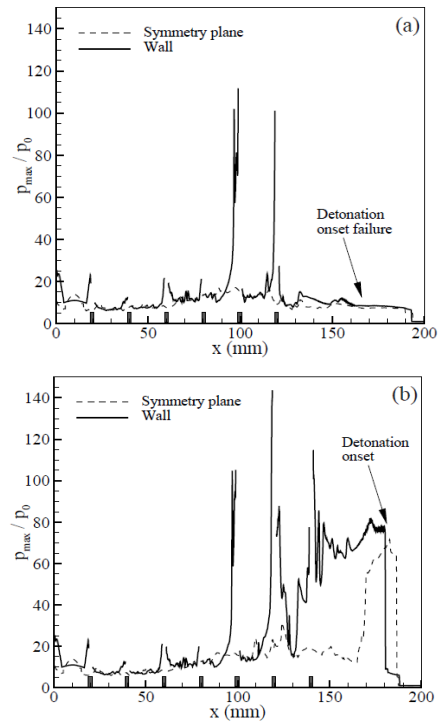 (a)
Symmetry plane
Wall
p_max / p_0
140
120
100
80
60
40
20
0
Detonation
onset failure
0 50 100 150 200
x (mm)
(b)
Symmetry plane
Wall
p_max / p_0
140
120
100
80
60
40
20
0
Detonation
onset
0 50 100 150 200
x (mm)